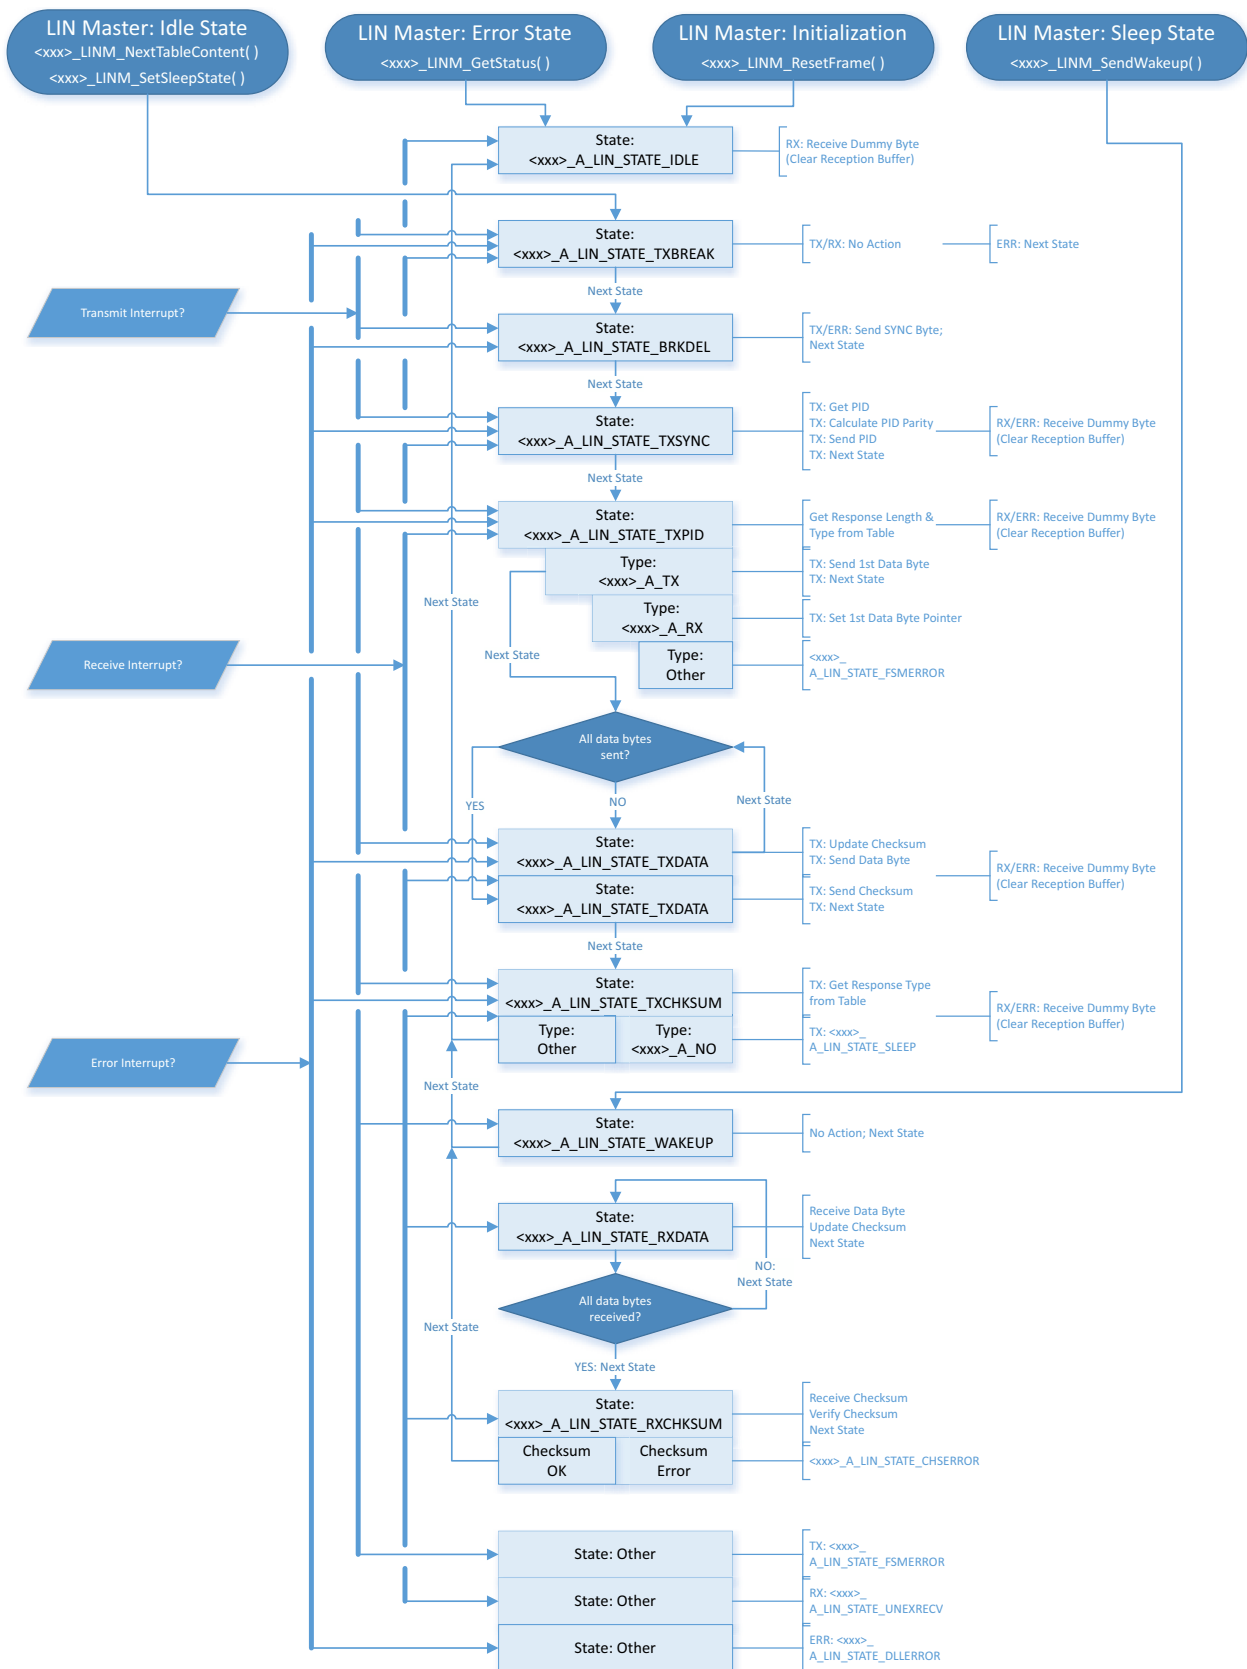 LIN Master: Idle State
<xxx>_LINM_NextTableContent( )
<xxx>_LINM_SetSleepState( )
LIN Master: Error State
<xxx>_LINM_GetStatus( )
LIN Master: Initialization
<xxx>_LINM_ResetFrame( )
LIN Master: Sleep State
<xxx>_LINM_SendWakeup( )
State:
<xxx>_A_LIN_STATE_IDLE
RX: Receive Dummy Byte
(Clear Reception Buffer)
State:
<xxx>_A_LIN_STATE_TXBREAK
TX/RX: No Action
ERR: Next State
Next State
Transmit Interrupt?
State:
<xxx>_A_LIN_STATE_BRKDEL
TX/ERR: Send SYNC Byte;
Next State
Next State
State:
<xxx>_A_LIN_STATE_TXSYNC
TX: Get PID
TX: Calculate PID Parity
TX: Send PID
TX: Next State
RX/ERR: Receive Dummy Byte
(Clear Reception Buffer)
Next State
State:
<xxx>_A_LIN_STATE_TXPID
Get Response Length &
Type from Table
RX/ERR: Receive Dummy Byte
(Clear Reception Buffer)
Type:
<xxx>_A_TX
TX: Send 1st Data Byte
TX: Next State
Next State
Type:
<xxx>_A_RX
TX: Set 1st Data Byte Pointer
Next State
Type:
Other
<xxx>_
A_LIN_STATE_FSMERROR
Receive Interrupt?
All data bytes
sent?
YES
NO
Next State
State:
<xxx>_A_LIN_STATE_TXDATA
TX: Update Checksum
TX: Send Data Byte
RX/ERR: Receive Dummy Byte
(Clear Reception Buffer)
State:
<xxx>_A_LIN_STATE_TXDATA
TX: Send Checksum
TX: Next State
Next State
State:
<xxx>_A_LIN_STATE_TXCHKSUM
TX: Get Response Type
from Table
RX/ERR: Receive Dummy Byte
(Clear Reception Buffer)
Type:
Other
Type:
<xxx>_A_NO
TX: <xxx>_
A_LIN_STATE_SLEEP
Error Interrupt?
Next State
State:
<xxx>_A_LIN_STATE_WAKEUP
No Action; Next State
State:
<xxx>_A_LIN_STATE_RXDATA
Receive Data Byte
Update Checksum
Next State
NO:
Next State
All data bytes
received?
Next State
YES: Next State
State:
<xxx>_A_LIN_STATE_RXCHKSUM
Receive Checksum
Verify Checksum
Next State
Checksum
OK
Checksum
Error
<xxx>_A_LIN_STATE_CHSERROR
State: Other
TX: <xxx>_
A_LIN_STATE_FSMERROR
State: Other
RX: <xxx>_
A_LIN_STATE_UNEXRECV
State: Other
ERR: <xxx>_
A_LIN_STATE_DLLERROR